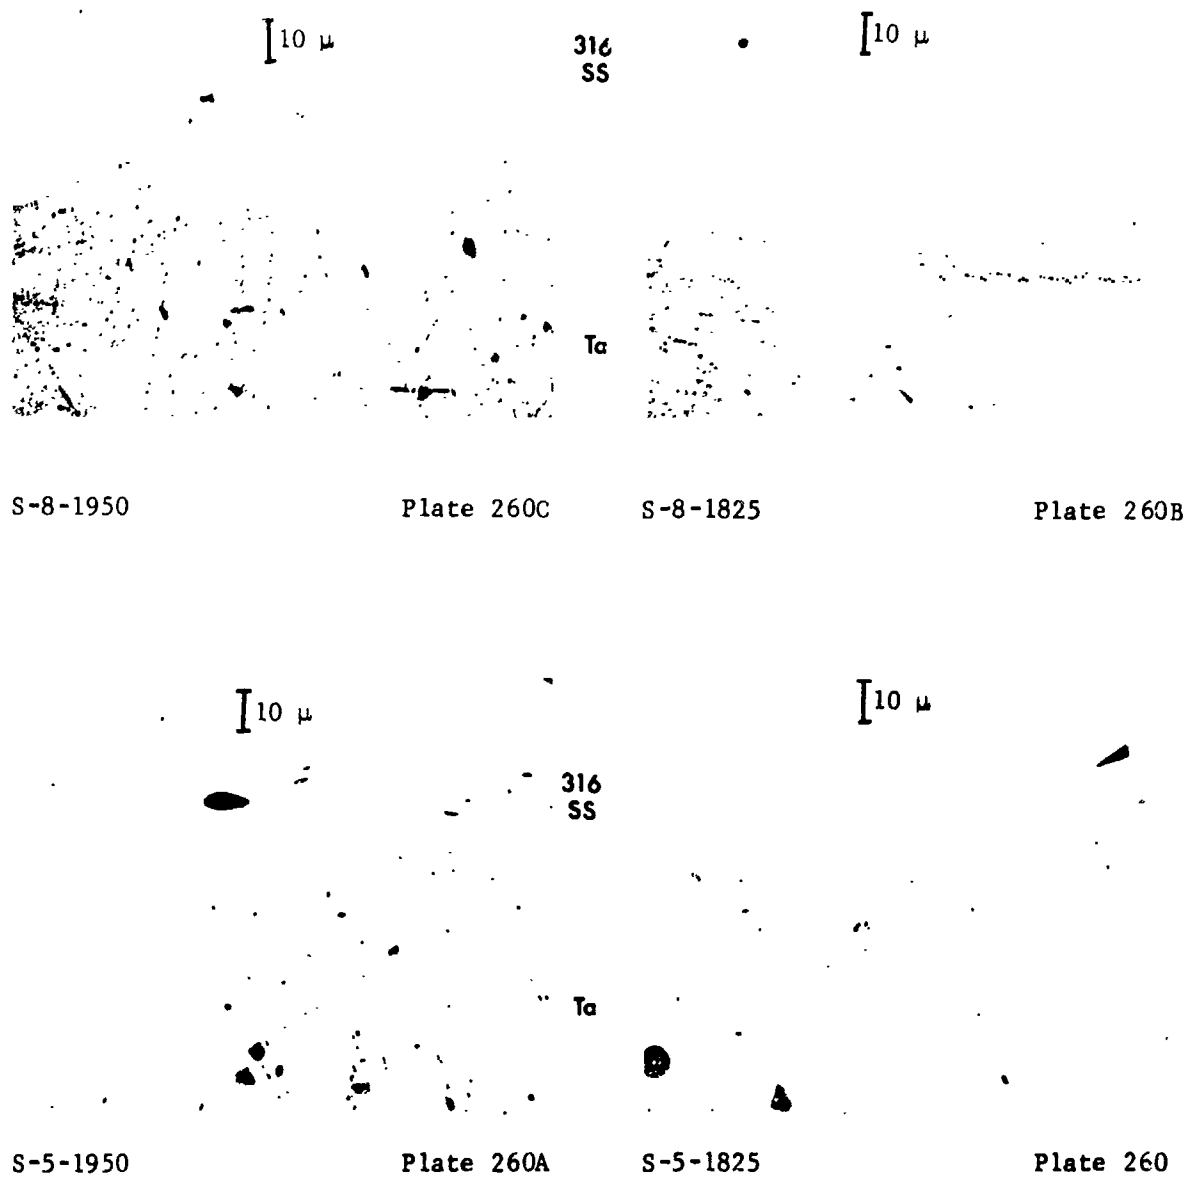 10 μ
316
SS
10 μ
Ta
S-8-1950 Plate 260C S-8-1825 Plate 260B
10 μ
10 μ
316
SS
Ta
S-5-1950 Plate 260A S-5-1825 Plate 260